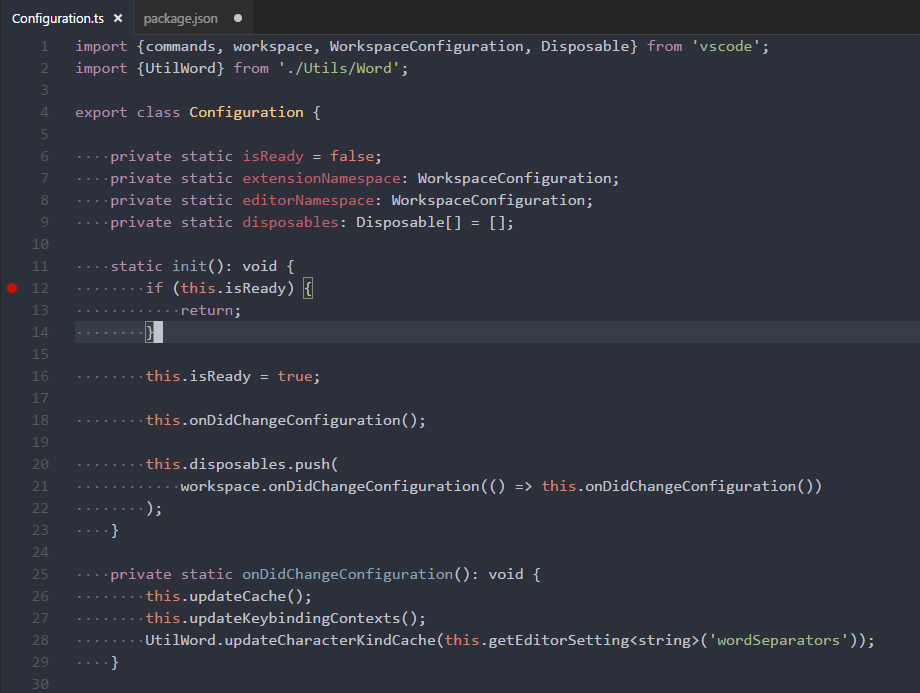 Configuration.ts × package.json ●
1 import {commands, workspace, WorkspaceConfiguration, Disposable} from 'vscode';
2 import {UtilWord} from './Utils/Word';
3
4 export class Configuration {
5
6 ····private static isReady = false;
7 ····private static extensionNamespace: WorkspaceConfiguration;
8 ····private static editorNamespace: WorkspaceConfiguration;
9 ····private static disposables: Disposable[] = [];
10
11 ····static init(): void {
12 ········if (this.isReady) {
13 ············return;
14 ········}
15
16 ········this.isReady = true;
17
18 ········this.onDidChangeConfiguration();
19
20 ········this.disposables.push(
21 ············workspace.onDidChangeConfiguration(() => this.onDidChangeConfiguration())
22 ········);
23 ····}
24
25 ····private static onDidChangeConfiguration(): void {
26 ········this.updateCache();
27 ········this.updateKeybindingContexts();
28 ········UtilWord.updateCharacterKindCache(this.getEditorSetting<string>('wordSeparators'));
29 ····}
30